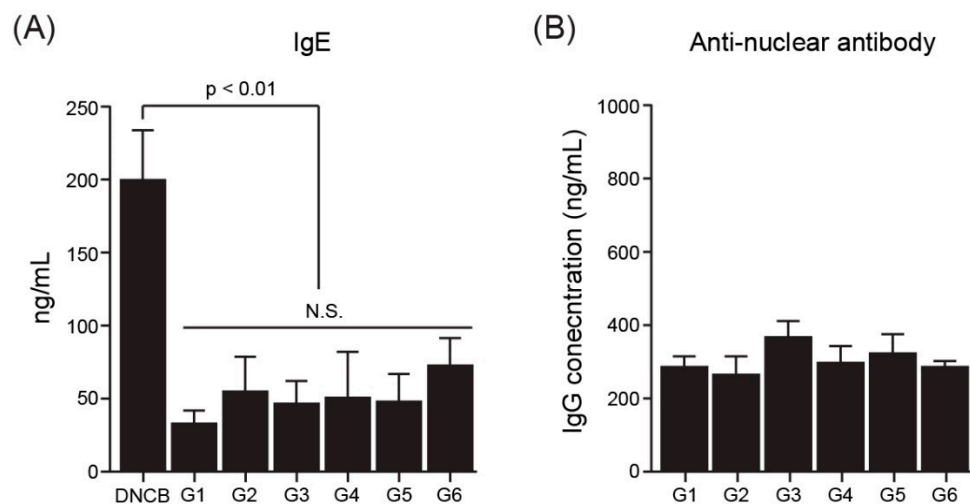 (A)
IgE
p < 0.01
N.S.
ng/mL
250
200
150
100
50
0
DNCB G1 G2 G3 G4 G5 G6
(B)
Anti-nuclear antibody
IgG conecntration (ng/mL)
1000
800
600
400
200
0
G1 G2 G3 G4 G5 G6